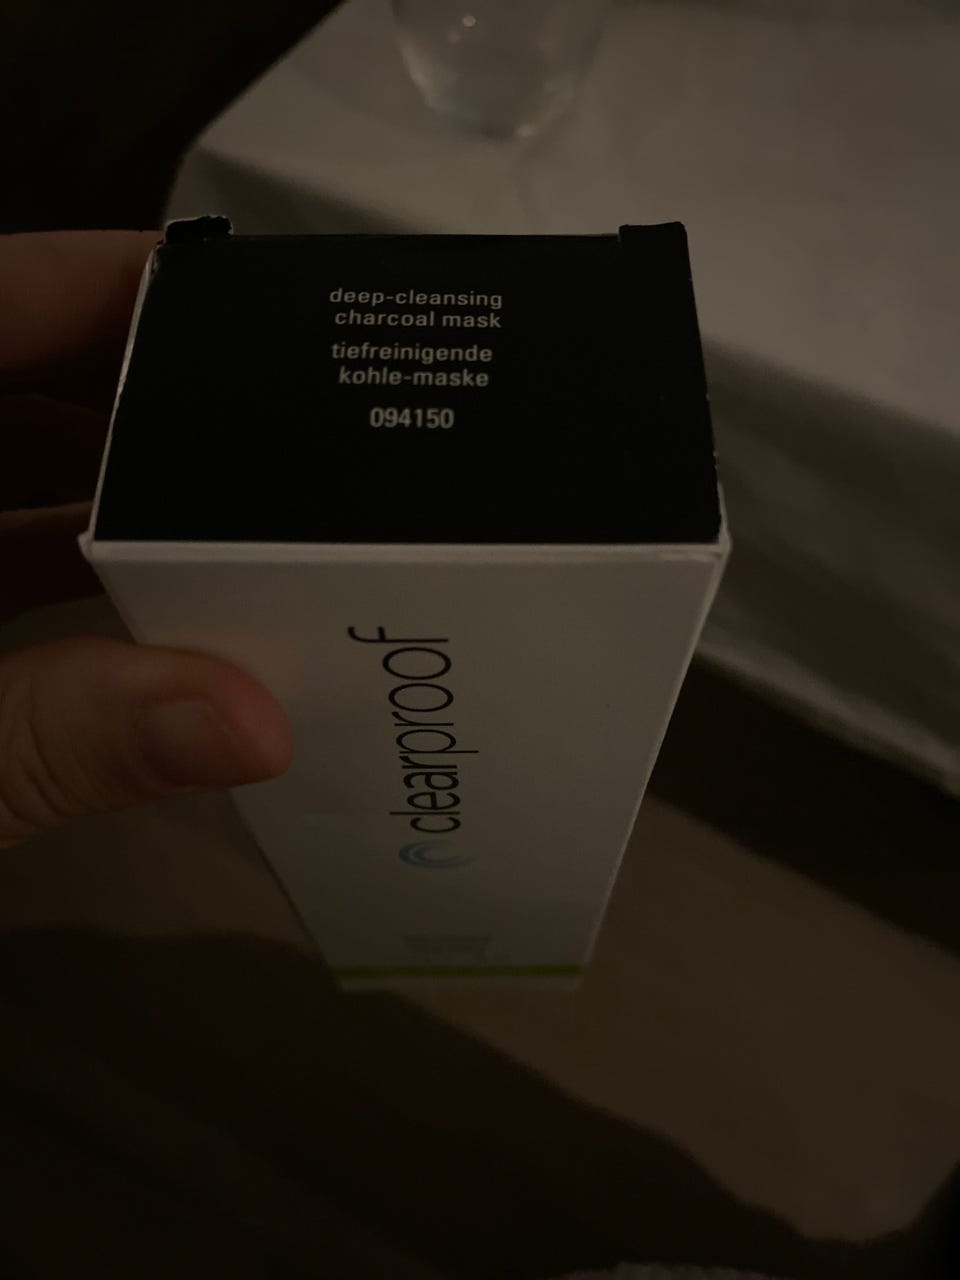 deep-cleansing
charcoal mask
tiefreinigende
kohle-maske
094150
clearproof